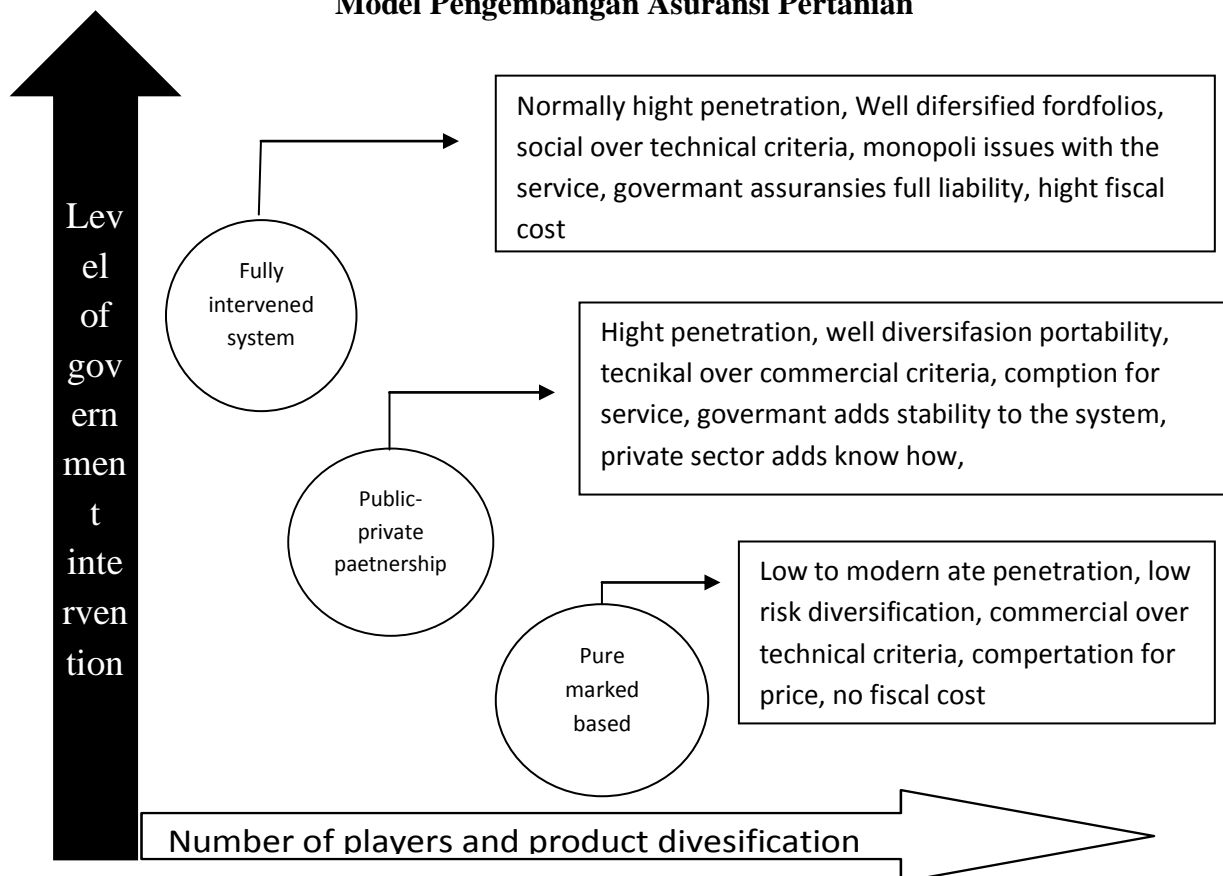 Model Pengembangan Asuransi Pertanian
Normally hight penetration, Well difersified fordfolios,
social over technical criteria, monopoli issues with the
service, govermant assuransies full liability, hight fiscal
cost
Lev
el
of
gov
ern
men
t
inte
rven
tion
Fully
intervened
system
Hight penetration, well diversifasion portability,
tecnikal over commercial criteria, comption for
service, govermant adds stability to the system,
private sector adds know how,
Public-
private
paetnership
Low to modern ate penetration, low
risk diversification, commercial over
technical criteria, compertation for
price, no fiscal cost
Pure
marked
based
Number of players and product divesification